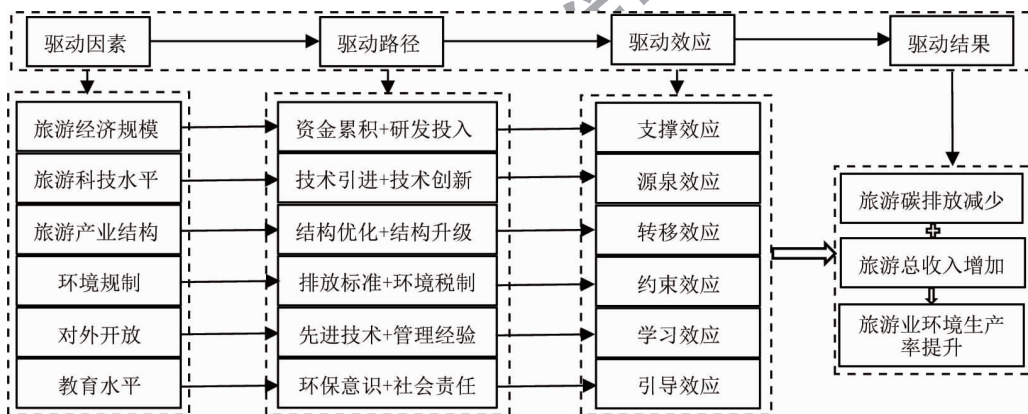 驱动因素
驱动路径
驱动效应
驱动结果
旅游经济规模
资金累积+研发投入
支撑效应
旅游科技水平
技术引进+技术创新
源泉效应
旅游产业结构
结构优化+结构升级
转移效应
环境规制
排放标准+环境税制
约束效应
对外开放
先进技术+管理经验
学习效应
教育水平
环保意识+社会责任
引导效应
旅游碳排放减少
旅游总收入增加
旅游业环境生产
率提升